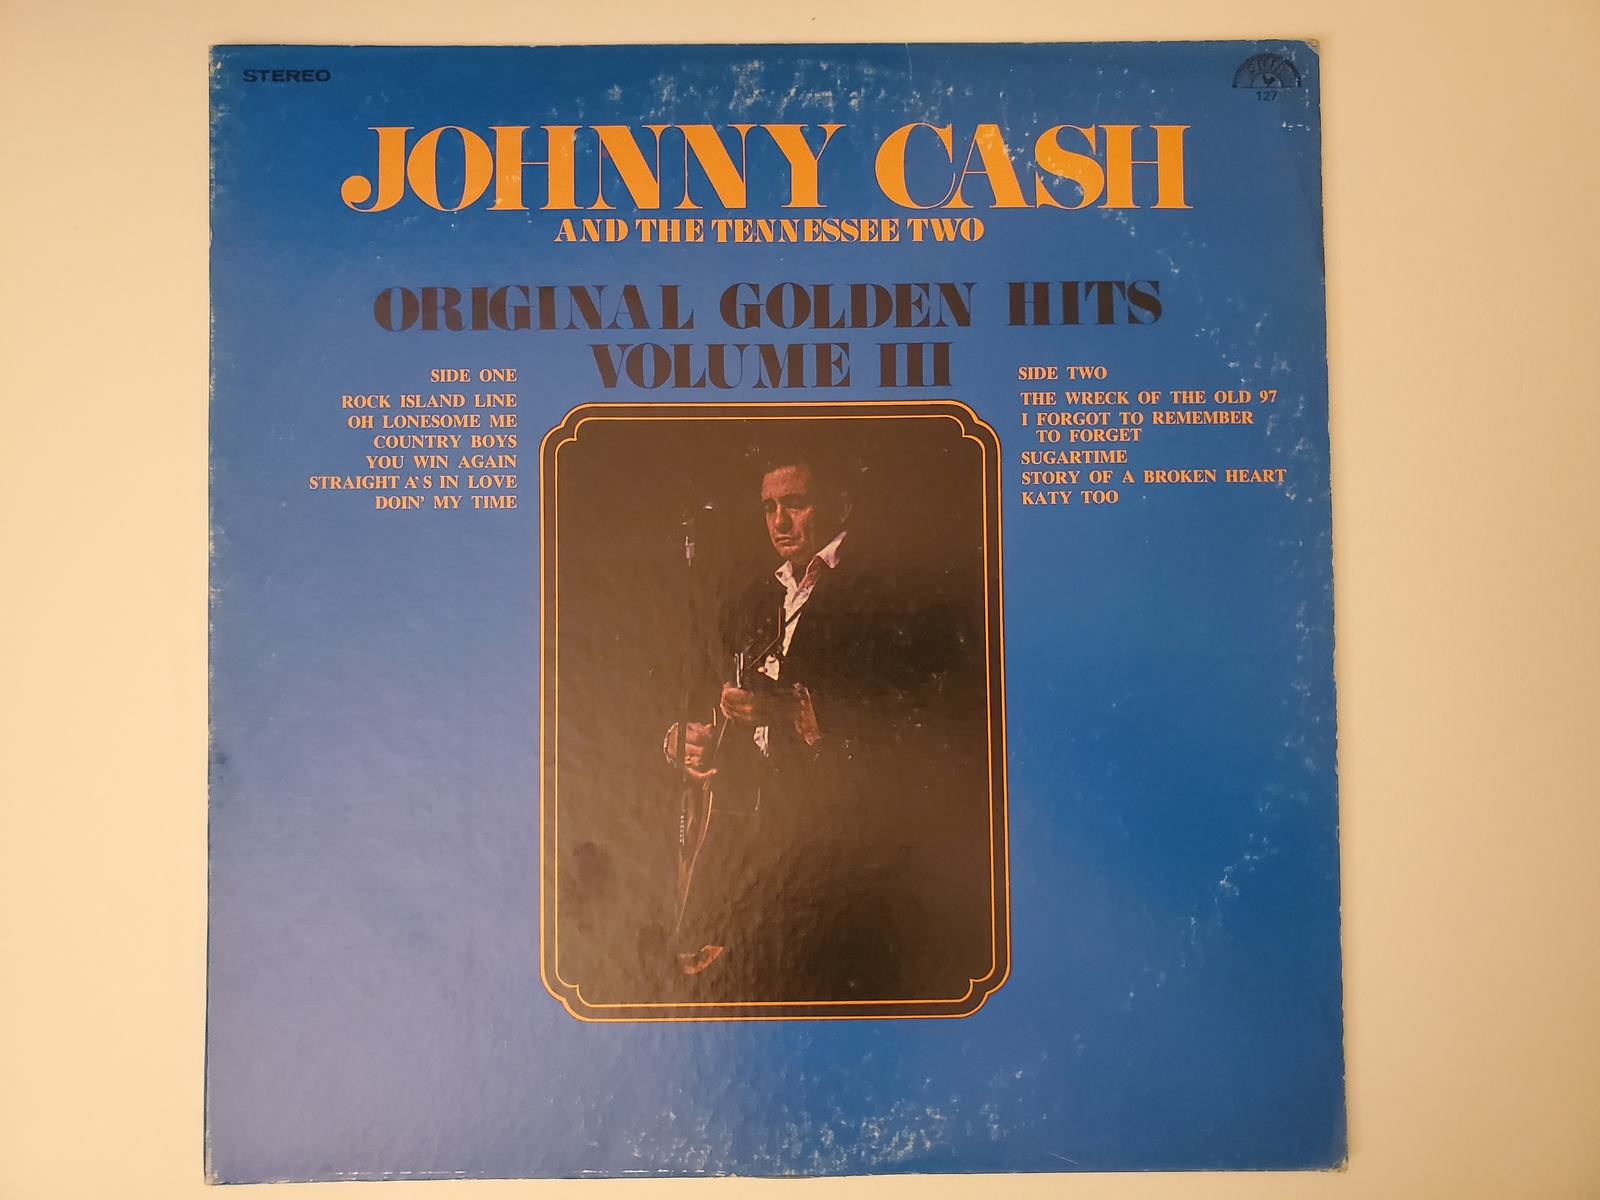 STEREO
SUN
127
JOHNNY CASH
AND THE TENNESSEE TWO
ORIGINAL GOLDEN HITS
VOLUME III
SIDE ONE
ROCK ISLAND LINE
OH LONESOME ME
COUNTRY BOYS
YOU WIN AGAIN
STRAIGHT A'S IN LOVE
DOIN' MY TIME
SIDE TWO
THE WRECK OF THE OLD 97
I FORGOT TO REMEMBER
TO FORGET
SUGARTIME
STORY OF A BROKEN HEART
KATY TOO